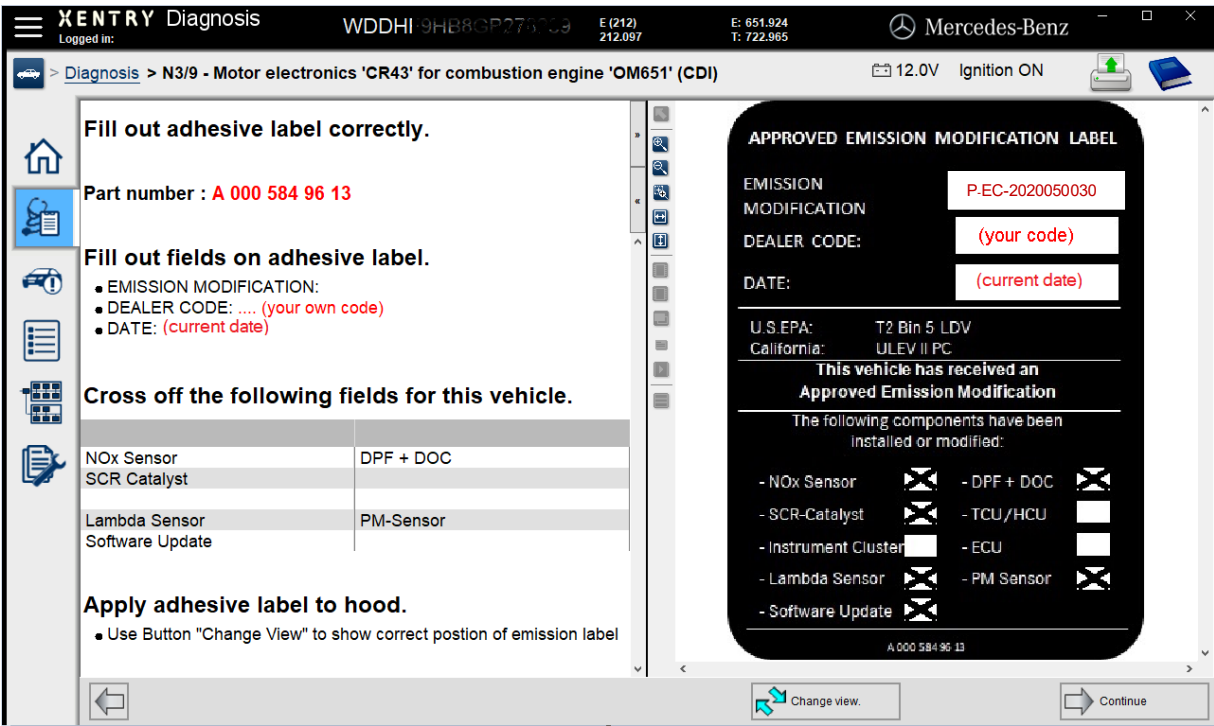 XENTRY Diagnosis
Logged in:
E (212)
212.097
E: 651.924
T: 722.965
Mercedes-Benz
> Diagnosis > N3/9 - Motor electronics 'CR43' for combustion engine 'OM651' (CDI)
12.0V Ignition ON
Fill out adhesive label correctly.
Part number : A 000 584 96 13
Fill out fields on adhesive label.
• EMISSION MODIFICATION:
• DEALER CODE: .... (your own code)
• DATE: (current date)
Cross off the following fields for this vehicle.
NOx Sensor DPF + DOC
SCR Catalyst
Lambda Sensor PM-Sensor
Software Update
Apply adhesive label to hood.
• Use Button "Change View" to show correct postion of emission label
APPROVED EMISSION MODIFICATION LABEL
EMISSION
MODIFICATION
P-EC-2020050030
DEALER CODE: (your code)
DATE: (current date)
U.S.EPA: T2 Bin 5 LDV
California: ULEV II PC
This vehicle has received an
Approved Emission Modification
The following components have been
installed or modified:
- NOx Sensor - DPF + DOC
- SCR-Catalyst - TCU/HCU
- Instrument Cluster - ECU
- Lambda Sensor - PM Sensor
- Software Update
A 000 584 96 13
Change view.
Continue